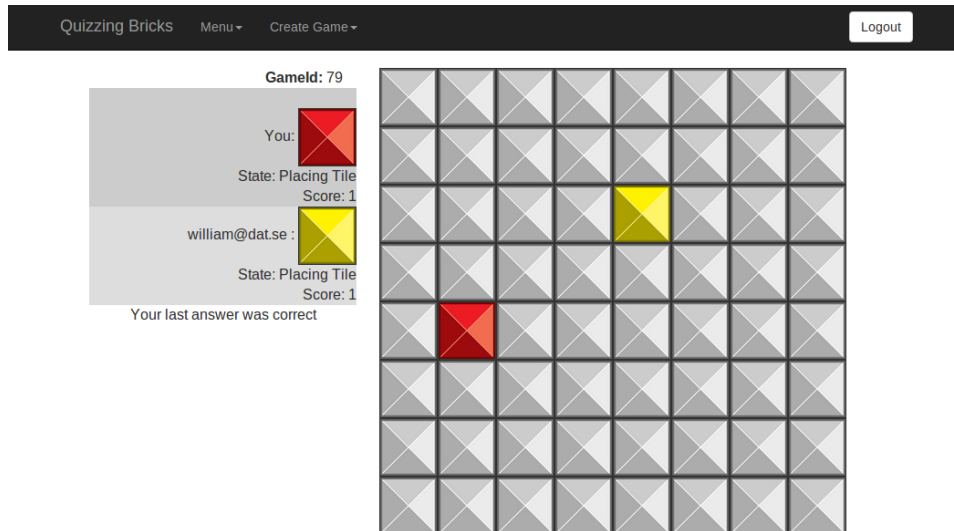 Quizzing Bricks Menu Create Game Logout
GameId: 79
You:
State: Placing Tile
Score: 1
william@dat.se :
State: Placing Tile
Score: 1
Your last answer was correct